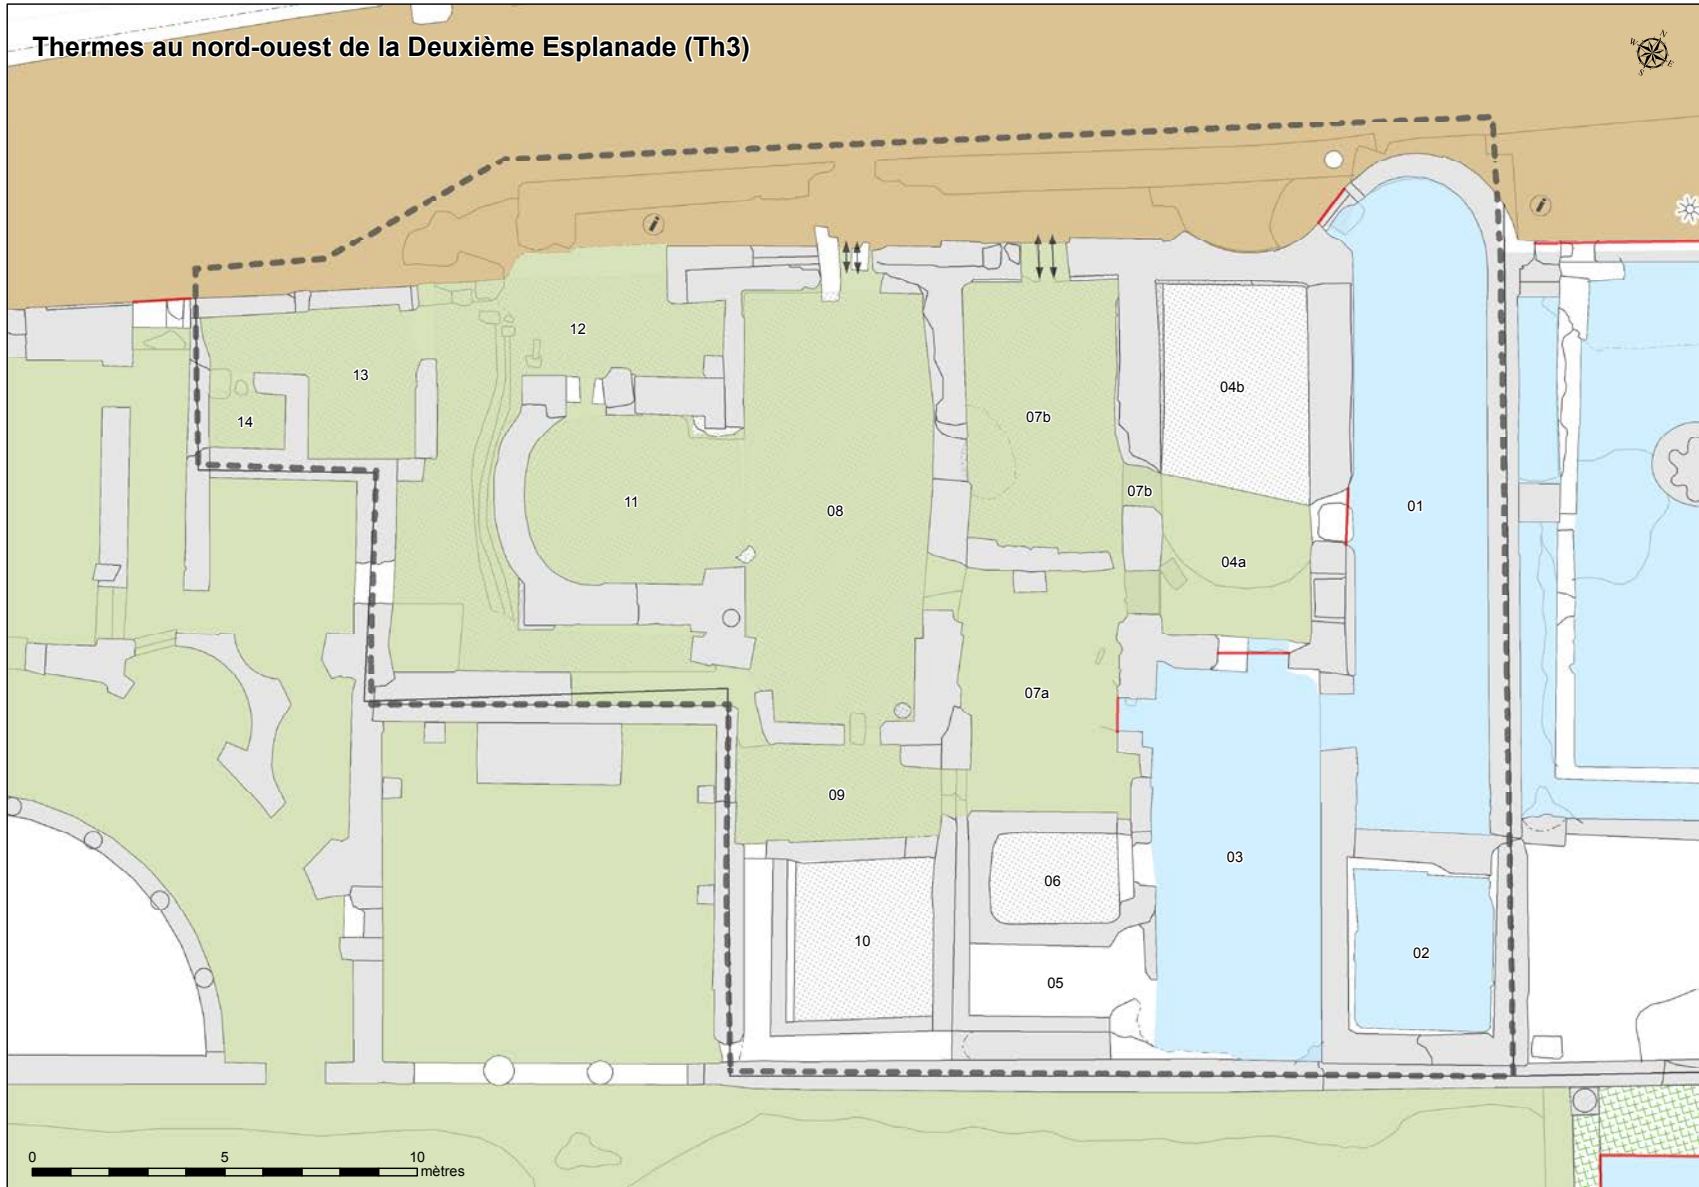 Thermes au nord-ouest de la Deuxième Esplanade (Th3)
N
W
E
S
i
i
12
13
04b
14
07b
07b
11
08
01
04a
07a
09
03
06
10
02
05
0 5 10
mètres